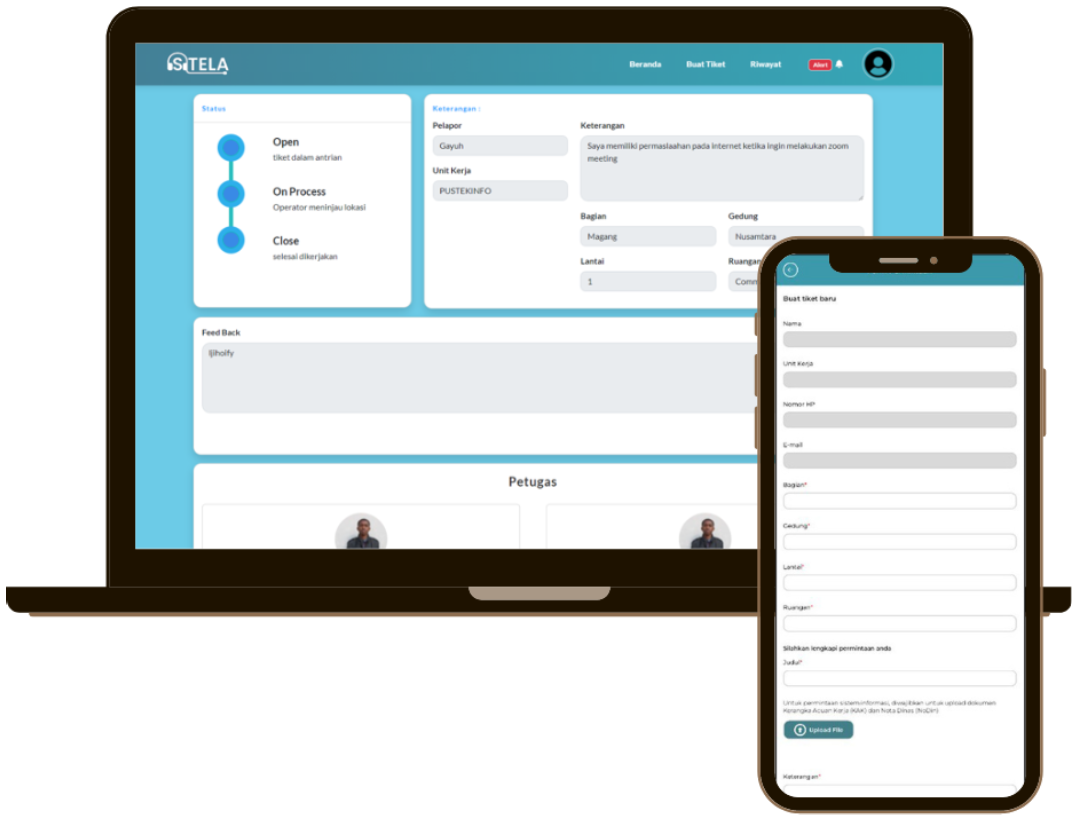 SiTELA
Beranda
Buat Tiket
Riwayat
Alert
Status
Open
tiket dalam antrian
On Process
Operator meninjau lokasi
Close
selesai dikerjakan
Keterangan :
Pelapor
Gayuh
Unit Kerja
PUSTEKINFO
Keterangan
Saya memiliki permaslaahan pada internet ketika ingin melakukan zoom
meeting
Bagian
Magang
Gedung
Nusamtara
Lantai
1
Ruangan
Comm
Feed Back
ljihoify
Petugas
Buat tiket baru
Nama
Unit Kerja
Nomor HP
E-mail
Bagian*
Gedung*
Lantai*
Ruangan*
Silahkan lengkapi permintaan anda
Judul*
Untuk permintaan sistem informasi, diwajibkan untuk upload dokumen
Kerangka Acuan Kerja (KAK) dan Nota Dinas (NoDin)
Upload File
Keterangan*